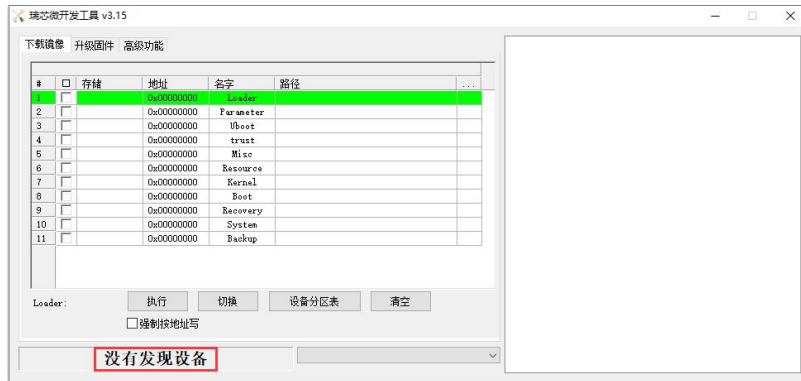 瑞芯微开发工具 v3.15
下载镜像 升级固件 高级功能
# 存储 地址 名字 路径 ...
1 0x00000000 Loader
2 0x00000000 Parameter
3 0x00000000 Uboot
4 0x00000000 trust
5 0x00000000 Misc
6 0x00000000 Resource
7 0x00000000 Kernel
8 0x00000000 Boot
9 0x00000000 Recovery
10 0x00000000 System
11 0x00000000 Backup
Loader: 执行 切换 设备分区表 清空
强制按地址写
没有发现设备